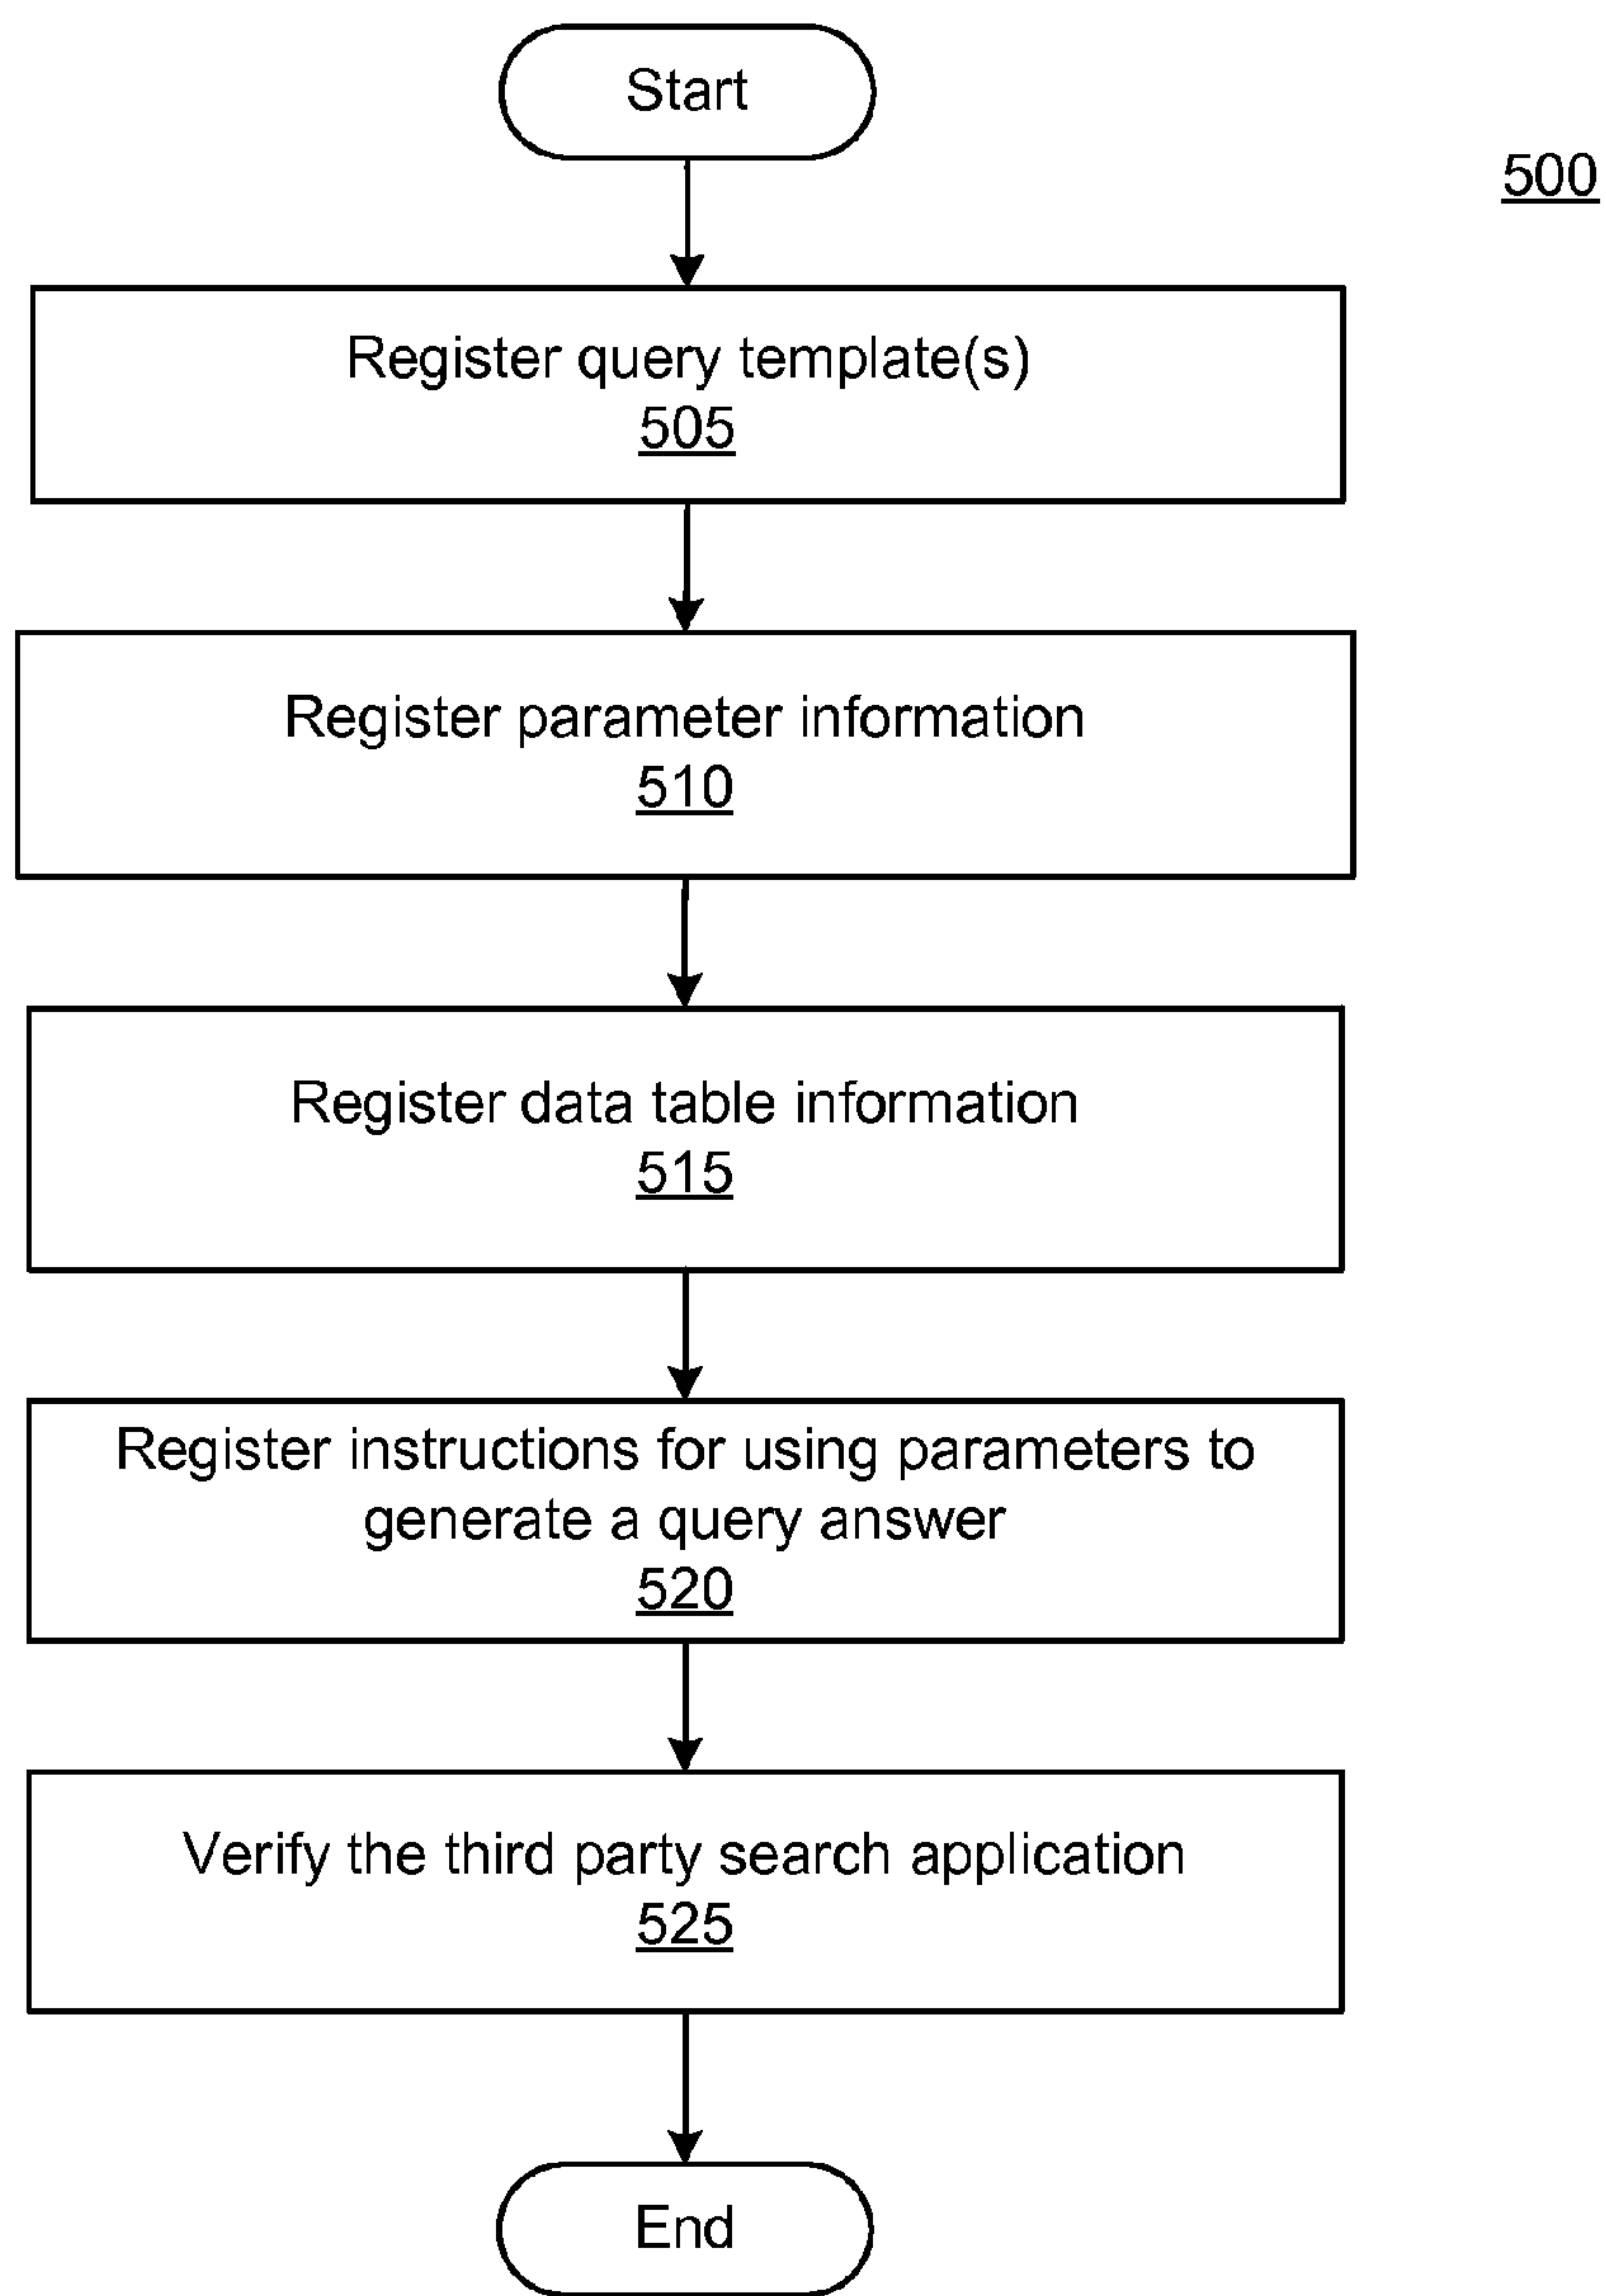 Start
500
Register query template(s)
505
Register parameter information
510
Register data table information
515
Register instructions for using parameters to
generate a query answer
520
Verify the third party search application
525
End